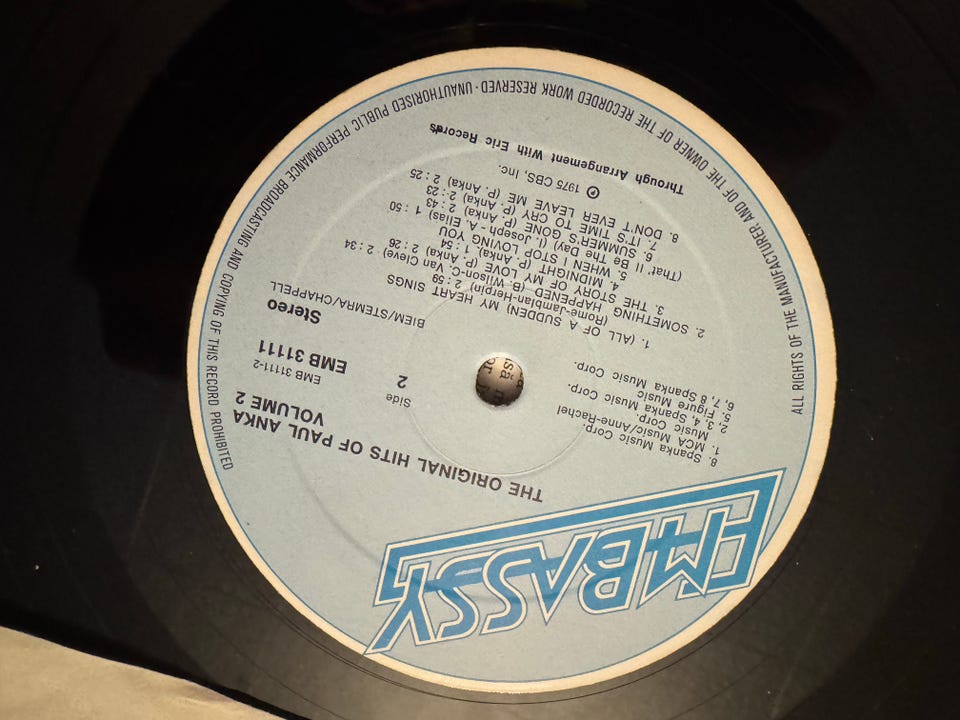 EMBASSY
THE ORIGINAL HITS OF PAUL ANKA
VOLUME 2
8. Spanka Music Corp.
1. MCA Music/Anne-Rachel
Music Corp.
2, 3, 4, Spanka Music Corp.
5. Figure Music
6, 7, 8 Spanka Music Corp.
Side
2
EMB 31111-2
EMB 31111
Stereo
BIEM/STEMRA/CHAPPELL
1. (ALL OF A SUDDEN) MY HEART SINGS
(Rome-Jamblan-Herpin) 2:59
2. SOMETHING HAPPENED (B. Wilson-C. Van Cleve) 2:34
3. THE STORY OF MY LOVE (P. Anka) 2:26
4. MIDNIGHT (P. Anka) 1:54
5. WHEN I STOP LOVING YOU
(That'll Be The Day) (I. Joseph - A. Elias) 1:50
6. SUMMER'S GONE (P. Anka) 2:43
7. IT'S TIME TO CRY (P. Anka) 2-23
8. DON'T EVER LEAVE ME (P. Anka) 2:25
℗ 1975 CBS, Inc.
Through Arrangement With Eric Records
ALL RIGHTS OF THE MANUFACTURER AND OF THE OWNER OF THE RECORDED WORK RESERVED · UNAUTHORISED PUBLIC PERFORMANCE BROADCASTING AND COPYING OF THIS RECORD PROHIBITED